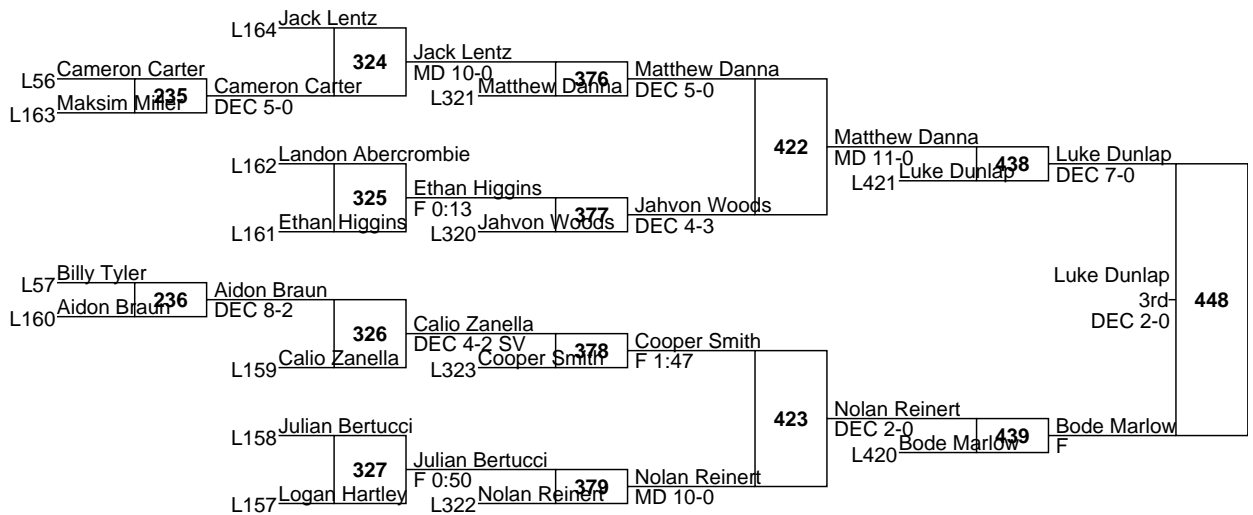 L164 Jack Lentz
324
Jack Lentz
MD 10-0
L56 Cameron Carter
235
L163 Maksim Miller
Cameron Carter
DEC 5-0
376
L321 Matthew Danna
Matthew Danna
DEC 5-0
422
L162 Landon Abercrombie
325
L161 Ethan Higgins
Ethan Higgins
F 0:13
377
L320 Jahvon Woods
Jahvon Woods
DEC 4-3
Matthew Danna
MD 11-0
438
L421 Luke Dunlap
Luke Dunlap
DEC 7-0
L57 Billy Tyler
236
L160 Aidon Braun
Aidon Braun
DEC 8-2
326
L159 Calio Zanella
Calio Zanella
DEC 4-2 SV
378
L323 Cooper Smith
Cooper Smith
F 1:47
423
L158 Julian Bertucci
327
L157 Logan Hartley
Julian Bertucci
F 0:50
379
L322 Nolan Reinert
Nolan Reinert
MD 10-0
Nolan Reinert
DEC 2-0
439
L420 Bode Marlow
Bode Marlow
F
448
Luke Dunlap
3rd
DEC 2-0